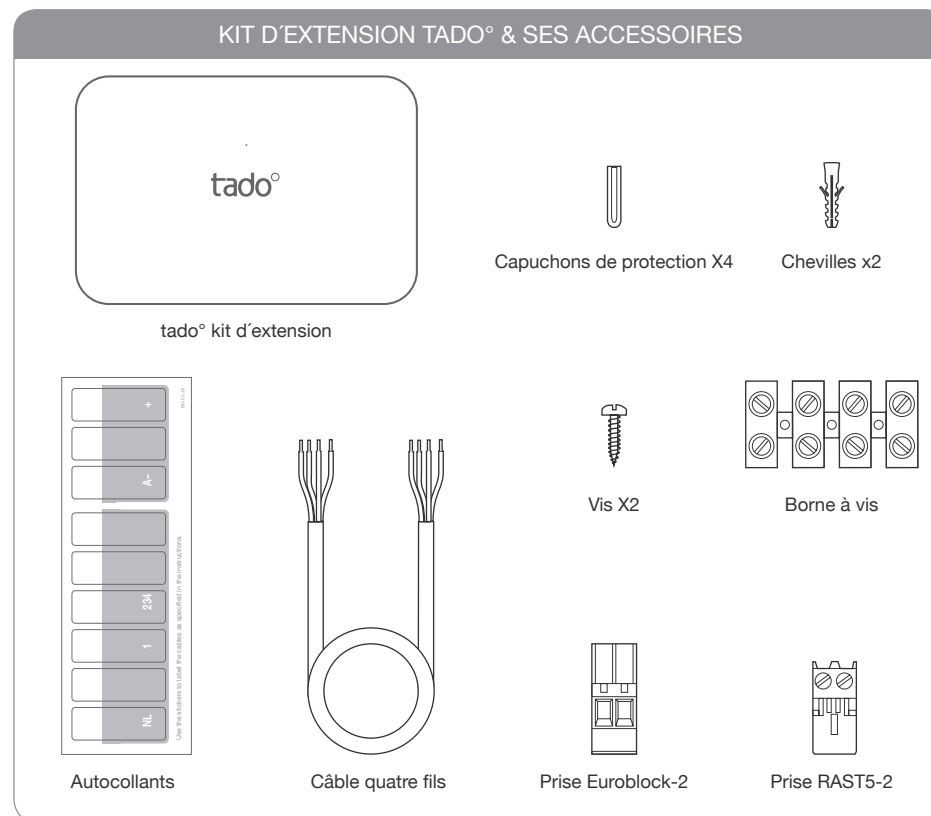 KIT D´EXTENSION TADO° & SES ACCESSOIRES
tado°
Capuchons de protection X4
Chevilles x2
tado° kit d´extension
+
A-
234
1
NL
Use the stickers to label the cables as specified in the instructions.
Vis X2
Borne à vis
Autocollants
Câble quatre fils
Prise Euroblock-2
Prise RAST5-2